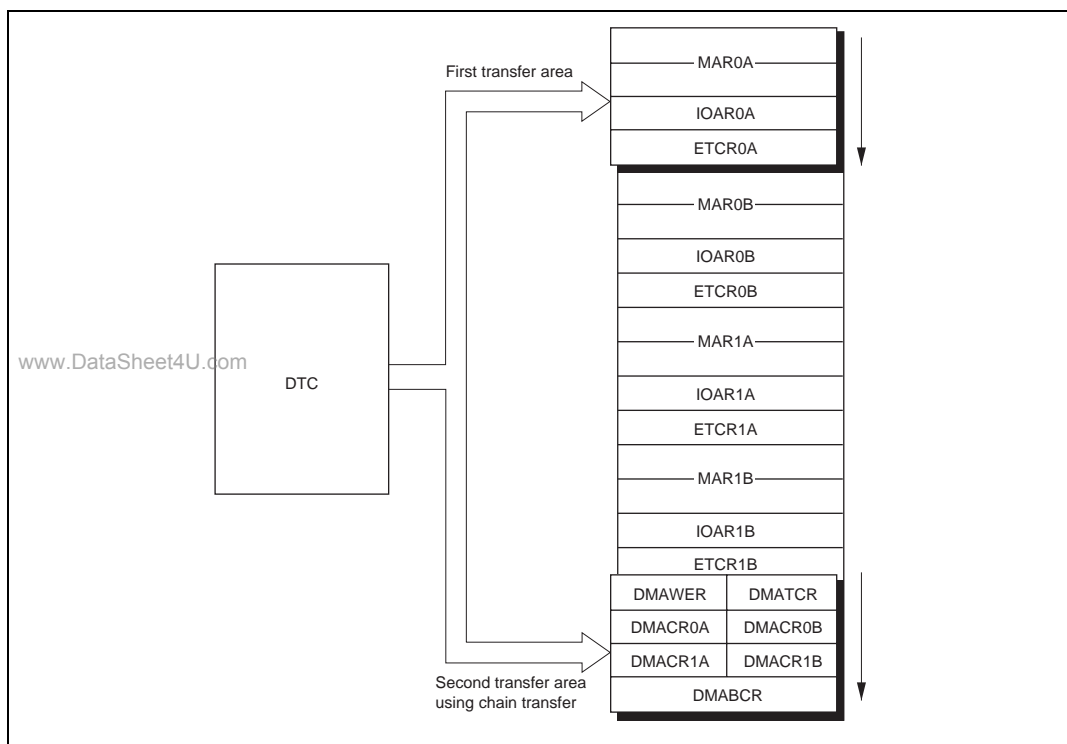 First transfer area
MAR0A
IOAR0A
ETCR0A
MAR0B
IOAR0B
ETCR0B
MAR1A
www.DataSheet4U.com
DTC
IOAR1A
ETCR1A
MAR1B
IOAR1B
ETCR1B
DMAWER DMATCR
DMACR0A DMACR0B
DMACR1A DMACR1B
Second transfer area
using chain transfer
DMABCR